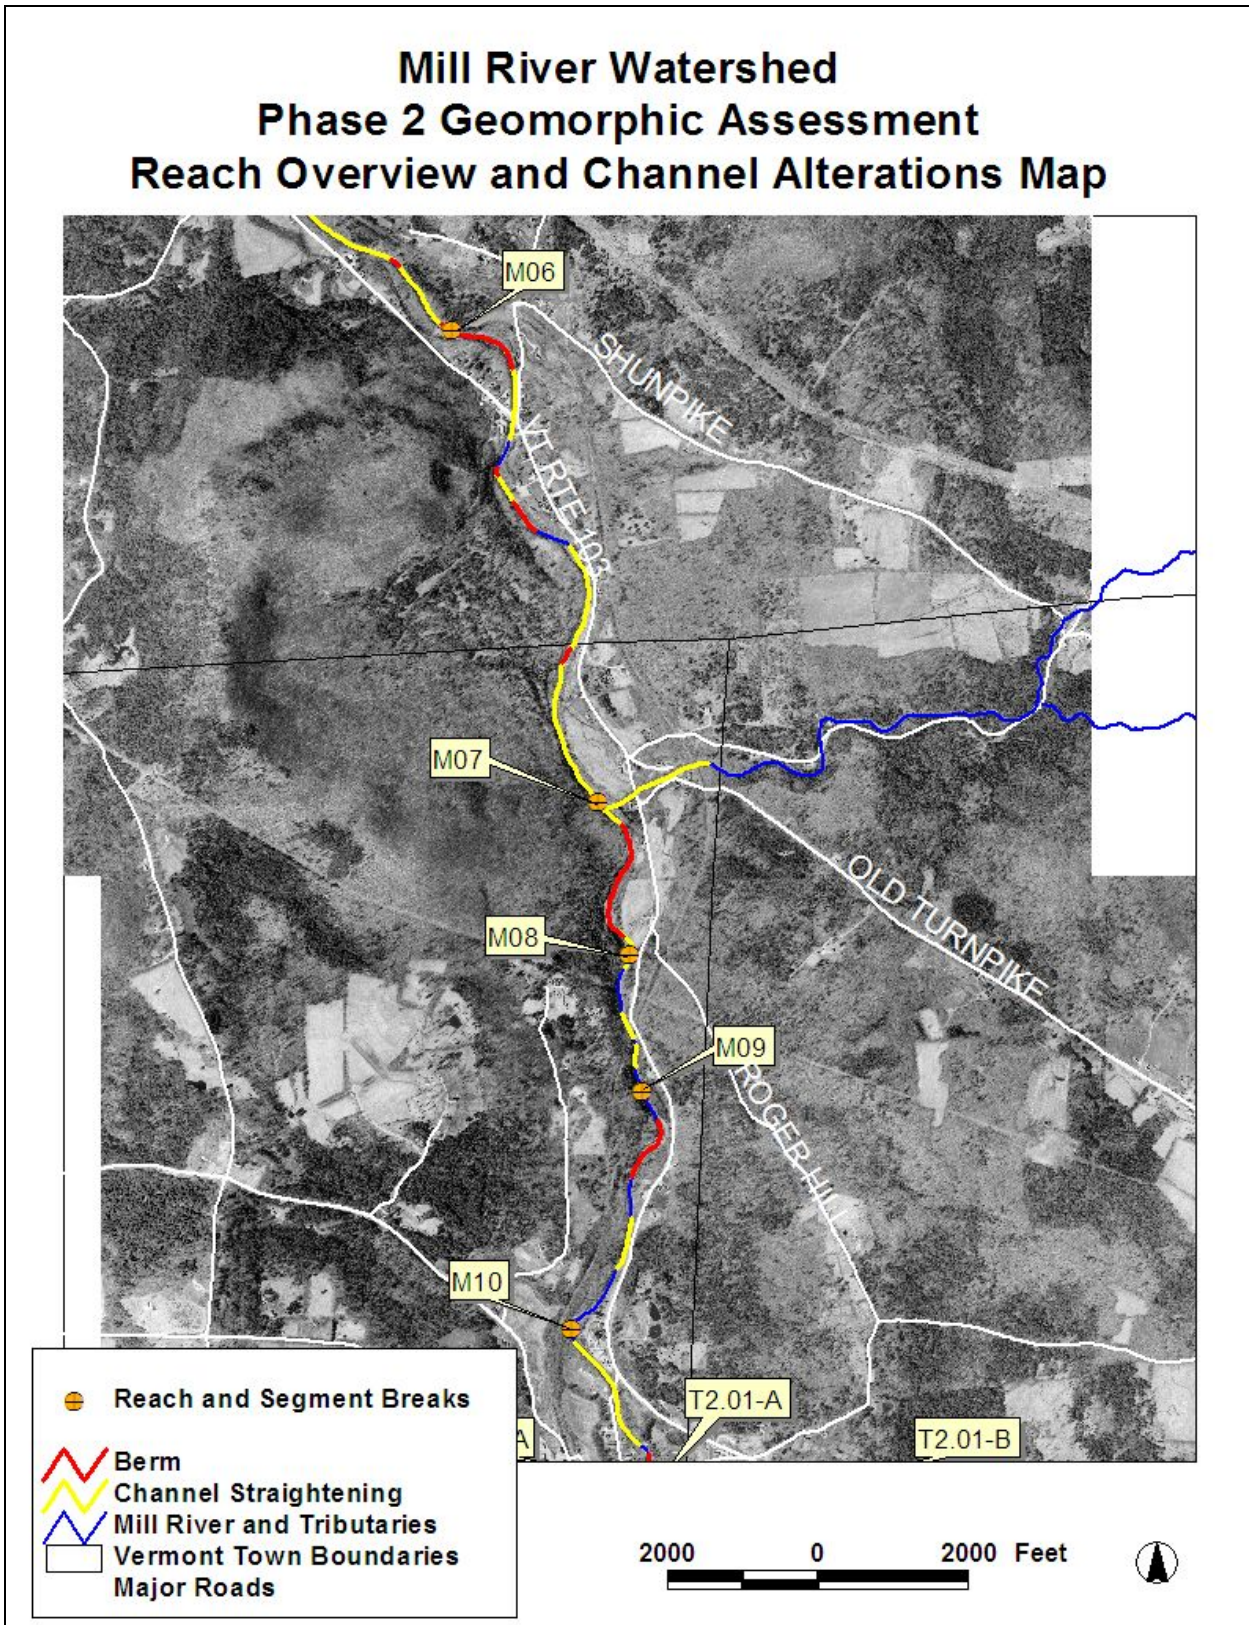 Mill River Watershed
Phase 2 Geomorphic Assessment
Reach Overview and Channel Alterations Map
M06
SHUNPIKE
VT RTE 103
M07
OLD TURNPIKE
M08
M09
ROGER HILL
M10
T2.01-A
A
T2.01-B
Reach and Segment Breaks
Berm
Channel Straightening
Mill River and Tributaries
Vermont Town Boundaries
Major Roads
2000 0 2000 Feet